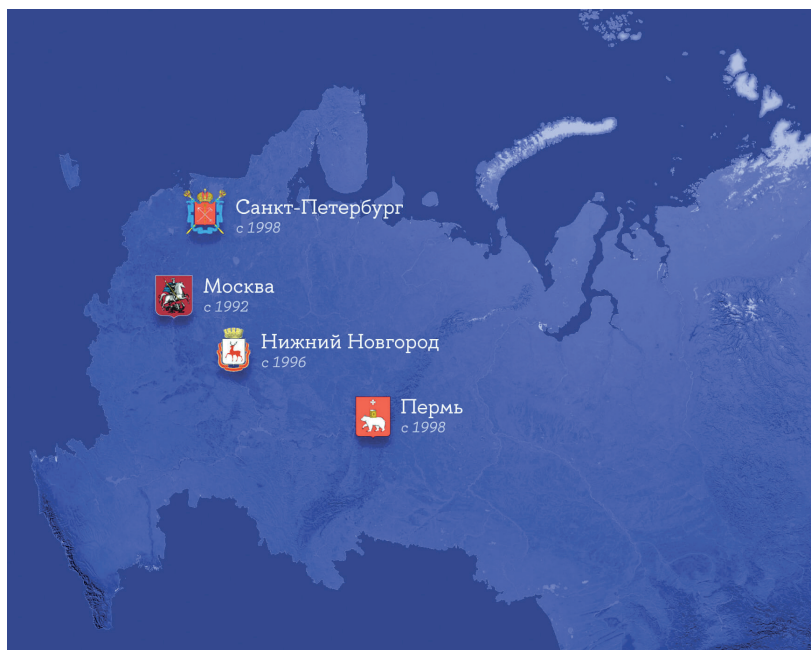 Санкт-Петербург
с 1998
Москва
с 1992
Нижний Новгород
с 1996
Пермь
с 1998